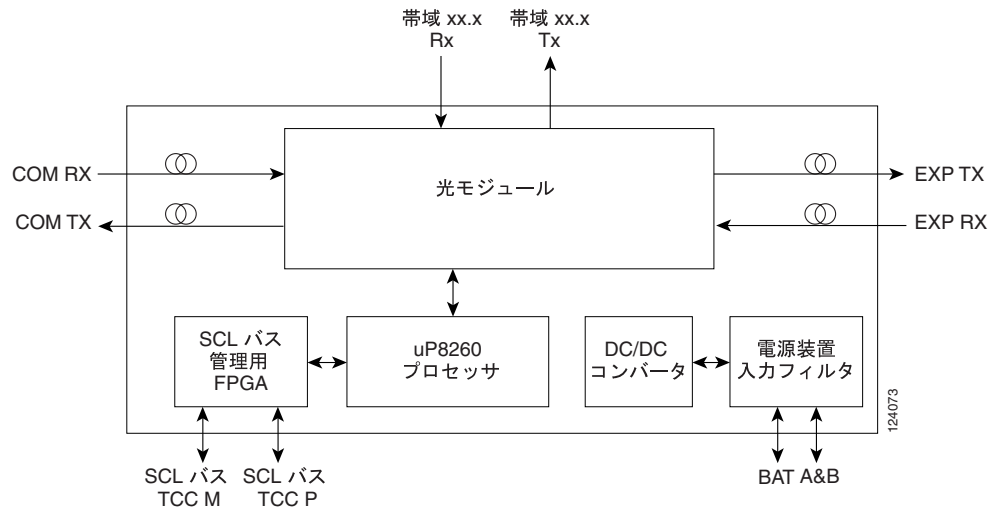 帯域 xx.x
Rx
帯域 xx.x
Tx
COM RX
光モジュール
EXP TX
COM TX
EXP RX
SCL バス
管理用
FPGA
uP8260
プロセッサ
DC/DC
コンバータ
電源装置
入力フィルタ
124073
SCL バス
TCC M
SCL バス
TCC P
BAT A&B